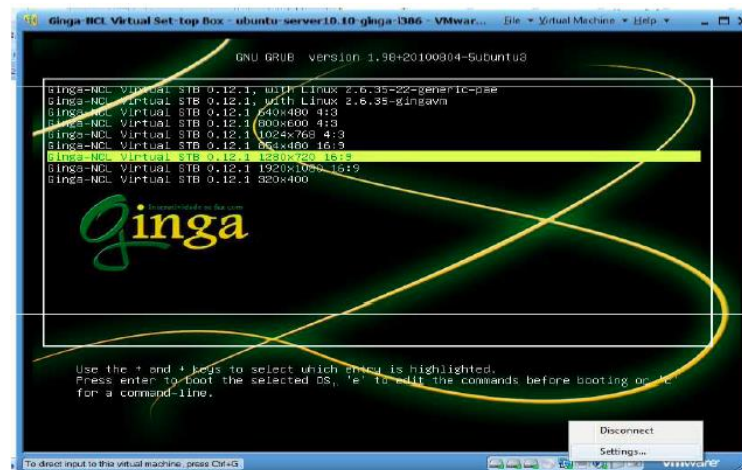 Ginga-NCL Virtual Set-top Box - ubuntu-server10.10-ginga-i386 - VMwar... File Virtual Machine Help
GNU GRUB version 1.98+20100804-5ubuntu3
Ginga-NCL Virtual STB 0.12.1, with Linux 2.6.35-22-generic-pae
Ginga-NCL Virtual STB 0.12.1, with Linux 2.6.35-gingavm
Ginga-NCL Virtual STB 0.12.1 640x480 4:3
Ginga-NCL Virtual STB 0.12.1 800x600 4:3
Ginga-NCL Virtual STB 0.12.1 1024x768 4:3
Ginga-NCL Virtual STB 0.12.1 854x480 16:9
Ginga-NCL Virtual STB 0.12.1 1280x720 16:9
Ginga-NCL Virtual STB 0.12.1 1920x1080 16:9
Ginga-NCL Virtual STB 0.12.1 320x400
se faz com
Ginga
Use the ↑ and ↓ keys to select which entry is highlighted.
Press enter to boot the selected OS, 'e' to edit the commands before booting or 'c'
for a command-line.
Disconnect
Settings...
To direct input to this virtual machine, press Ctrl+G.
vmware